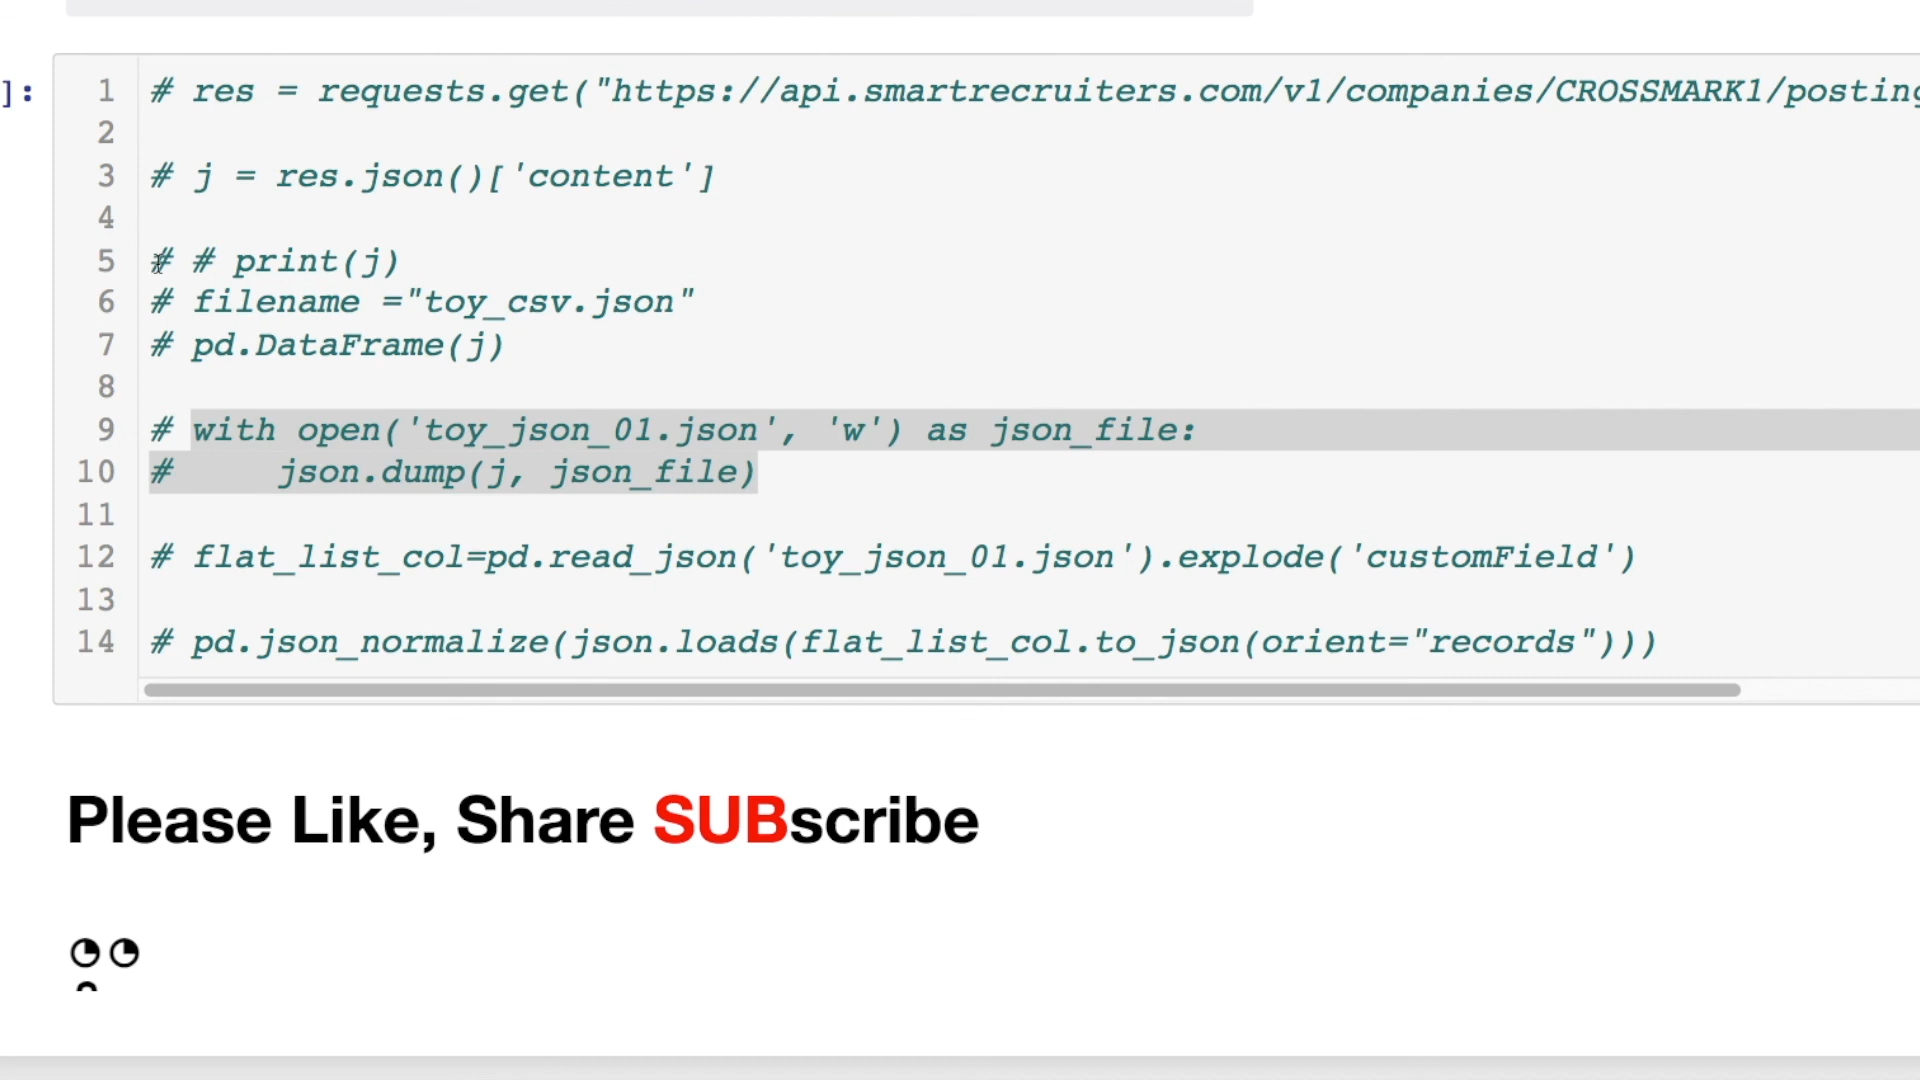 ]:
1 # res = requests.get("https://api.smartrecruiters.com/v1/companies/CROSSMARK1/posting
2
3 # j = res.json()['content']
4
5 # # print(j)
6 # filename ="toy_csv.json"
7 # pd.DataFrame(j)
8
9 # with open('toy_json_01.json', 'w') as json_file:
10 #     json.dump(j, json_file)
11
12 # flat_list_col=pd.read_json('toy_json_01.json').explode('customField')
13
14 # pd.json_normalize(json.loads(flat_list_col.to_json(orient="records")))
Please Like, Share SUBscribe